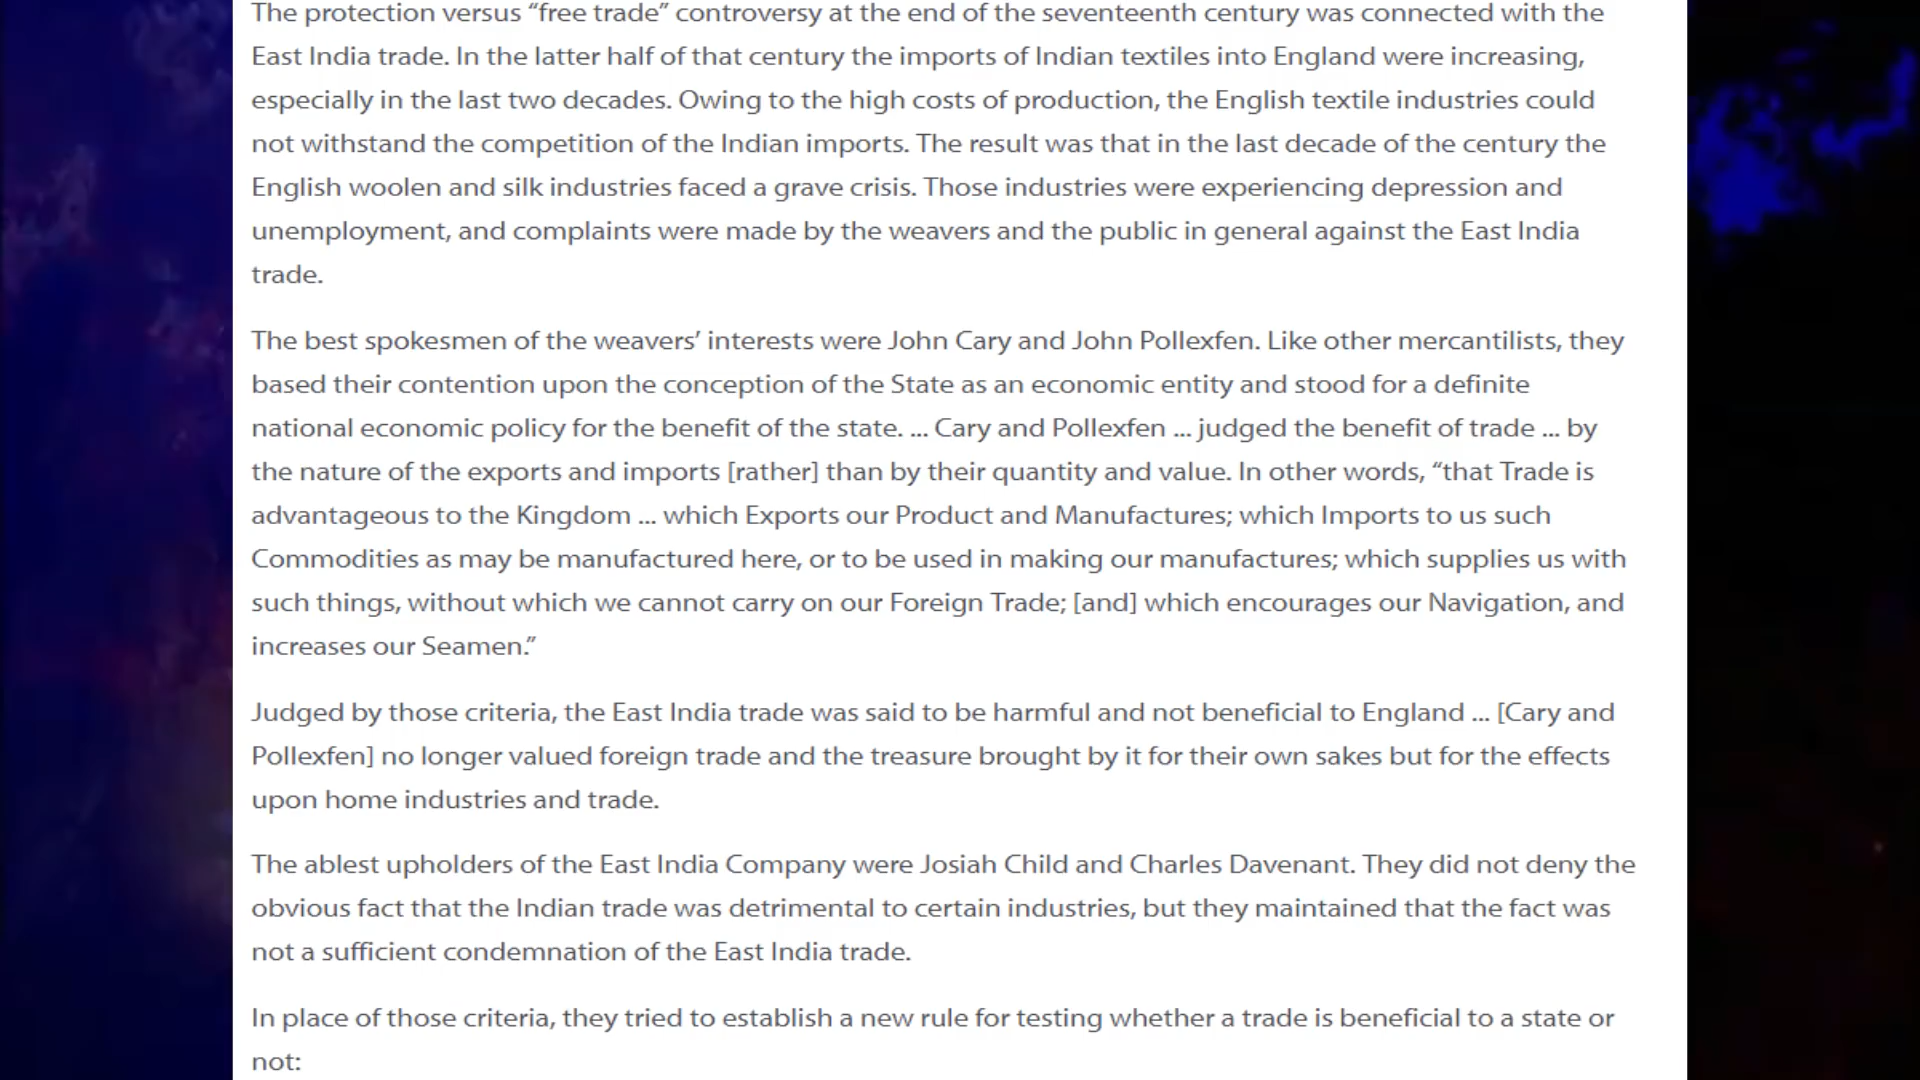 The protection versus “free trade” controversy at the end of the seventeenth century was connected with the
East India trade. In the latter half of that century the imports of Indian textiles into England were increasing,
especially in the last two decades. Owing to the high costs of production, the English textile industries could
not withstand the competition of the Indian imports. The result was that in the last decade of the century the
English woolen and silk industries faced a grave crisis. Those industries were experiencing depression and
unemployment, and complaints were made by the weavers and the public in general against the East India
trade.
The best spokesmen of the weavers’ interests were John Cary and John Pollexfen. Like other mercantilists, they
based their contention upon the conception of the State as an economic entity and stood for a definite
national economic policy for the benefit of the state. ... Cary and Pollexfen ... judged the benefit of trade ... by
the nature of the exports and imports [rather] than by their quantity and value. In other words, “that Trade is
advantageous to the Kingdom ... which Exports our Product and Manufactures; which Imports to us such
Commodities as may be manufactured here, or to be used in making our manufactures; which supplies us with
such things, without which we cannot carry on our Foreign Trade; [and] which encourages our Navigation, and
increases our Seamen.”
Judged by those criteria, the East India trade was said to be harmful and not beneficial to England ... [Cary and
Pollexfen] no longer valued foreign trade and the treasure brought by it for their own sakes but for the effects
upon home industries and trade.
The ablest upholders of the East India Company were Josiah Child and Charles Davenant. They did not deny the
obvious fact that the Indian trade was detrimental to certain industries, but they maintained that the fact was
not a sufficient condemnation of the East India trade.
In place of those criteria, they tried to establish a new rule for testing whether a trade is beneficial to a state or
not: